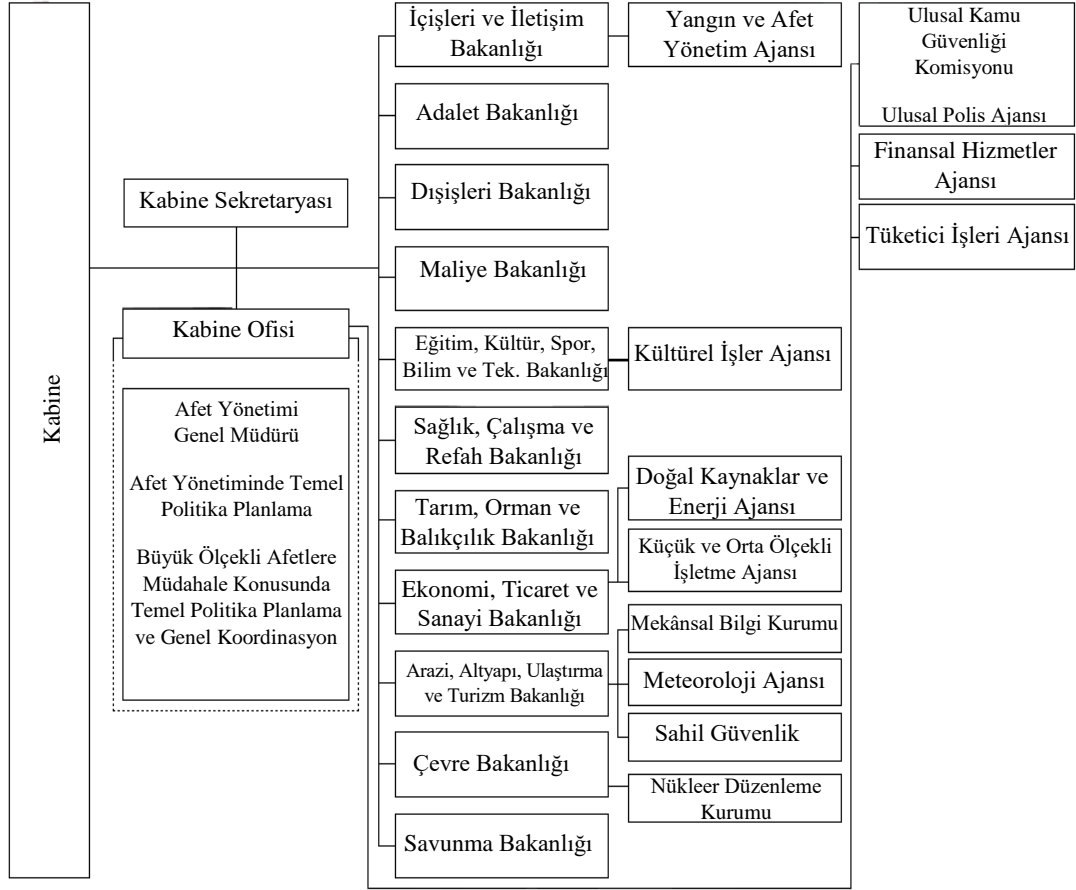 Kabine
Kabine Sekretaryası
Kabine Ofisi
Afet Yönetimi
Genel Müdürü
Afet Yönetiminde Temel
Politika Planlama
Büyük Ölçekli Afetlere
Müdahale Konusunda
Temel Politika Planlama
ve Genel Koordinasyon
İçişleri ve İletişim
Bakanlığı
Adalet Bakanlığı
Dışişleri Bakanlığı
Maliye Bakanlığı
Eğitim, Kültür, Spor,
Bilim ve Tek. Bakanlığı
Sağlık, Çalışma ve
Refah Bakanlığı
Tarım, Orman ve
Balıkçılık Bakanlığı
Ekonomi, Ticaret ve
Sanayi Bakanlığı
Arazi, Altyapı, Ulaştırma
ve Turizm Bakanlığı
Çevre Bakanlığı
Savunma Bakanlığı
Yangın ve Afet
Yönetim Ajansı
Kültürel İşler Ajansı
Doğal Kaynaklar ve
Enerji Ajansı
Küçük ve Orta Ölçekli
İşletme Ajansı
Mekânsal Bilgi Kurumu
Meteoroloji Ajansı
Sahil Güvenlik
Nükleer Düzenleme
Kurumu
Ulusal Kamu
Güvenliği
Komisyonu
Ulusal Polis Ajansı
Finansal Hizmetler
Ajansı
Tüketici İşleri Ajansı